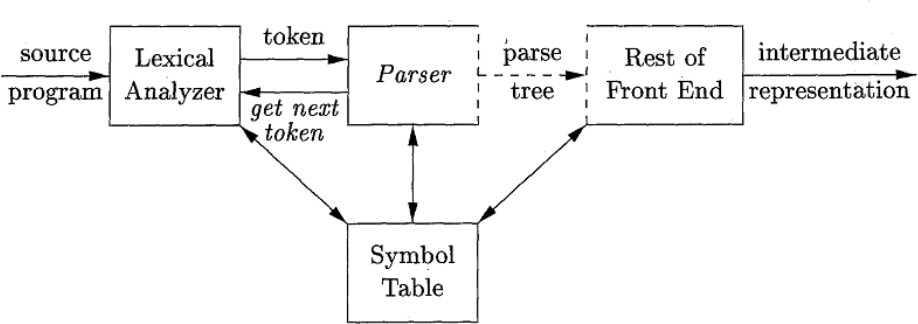 source
program
Lexical
Analyzer
token
get next
token
Parser
parse
tree
Rest of
Front End
intermediate
representation
Symbol
Table